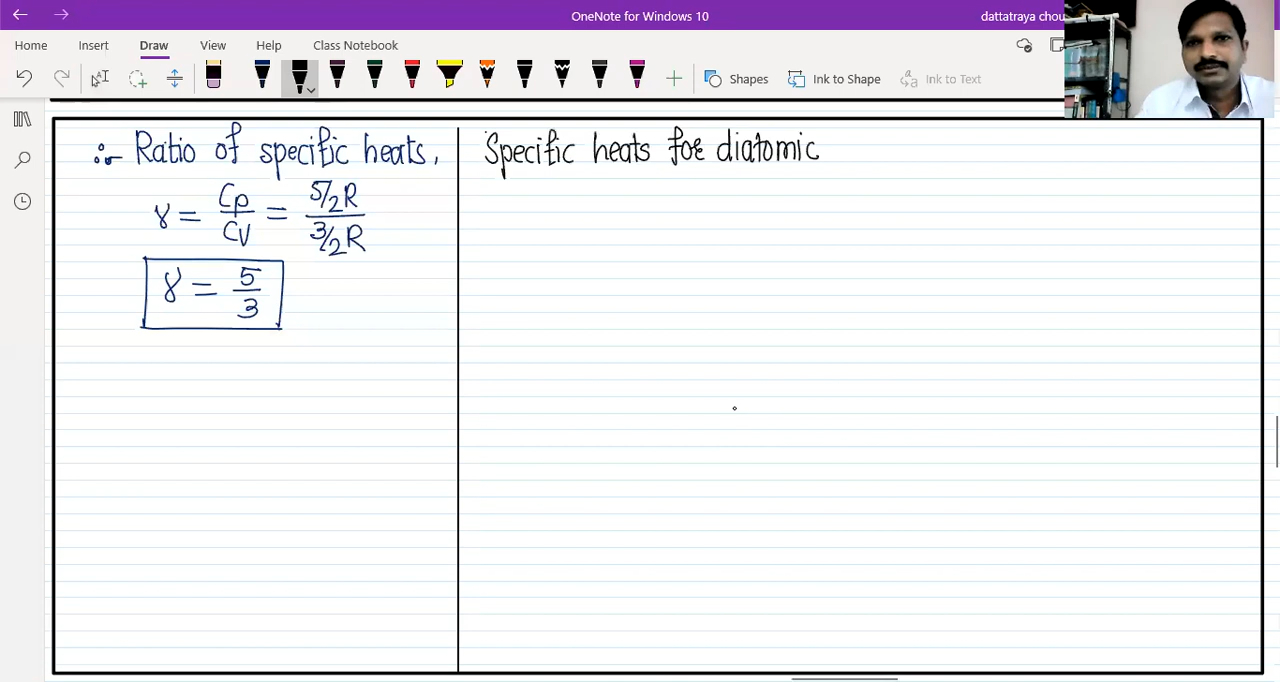 OneNote for Windows 10
dattatraya chou
Home Insert Draw View Help Class Notebook
Shapes Ink to Shape Ink to Text
∴ Ratio of specific heats,
γ = Cp/Cv = 5/2R / 3/2R
γ = 5/3
Specific heats for diatomic